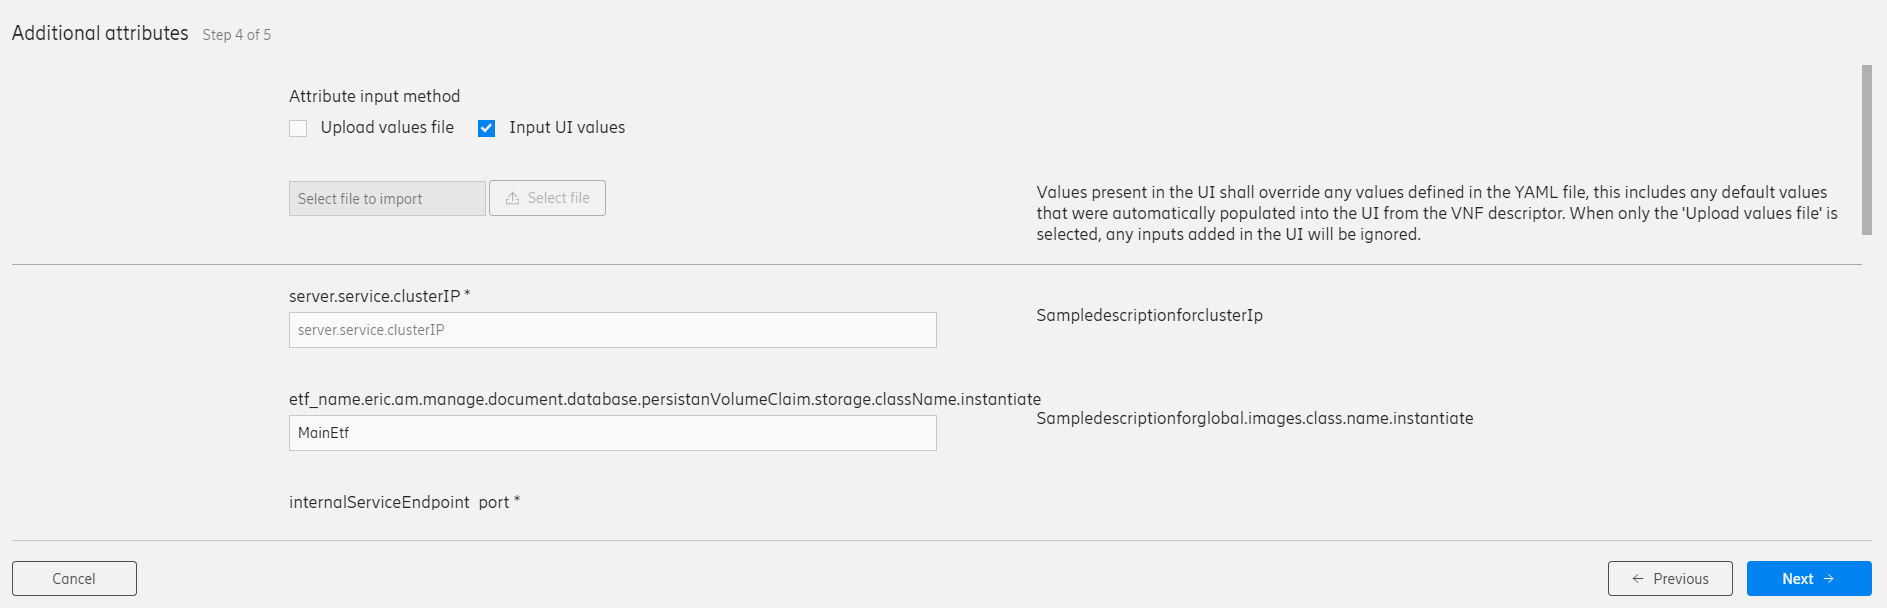 Additional attributes Step 4 of 5
Attribute input method
Upload values file Input UI values
Select file to import Select file
Values present in the UI shall override any values defined in the YAML file, this includes any default values
that were automatically populated into the UI from the VNF descriptor. When only the 'Upload values file' is
selected, any inputs added in the UI will be ignored.
server.service.clusterIP *
server.service.clusterIP
SampledescriptionforclusterIp
etf_name.eric.am.manage.document.database.persistanVolumeClaim.storage.className.instantiate
MainEtf
Sampledescriptionforglobal.images.class.name.instantiate
internalServiceEndpoint_port *
Cancel
← Previous
Next →